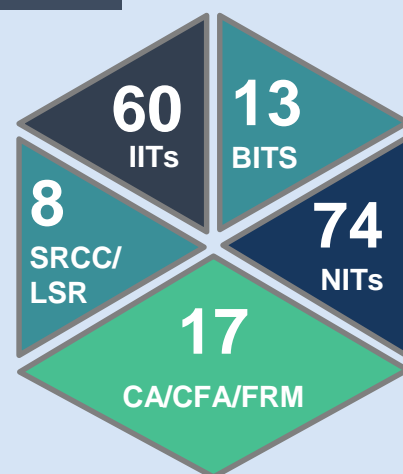 60
IITs
13
BITS
8
SRCC/
LSR
74
NITs
17
CA/CFA/FRM